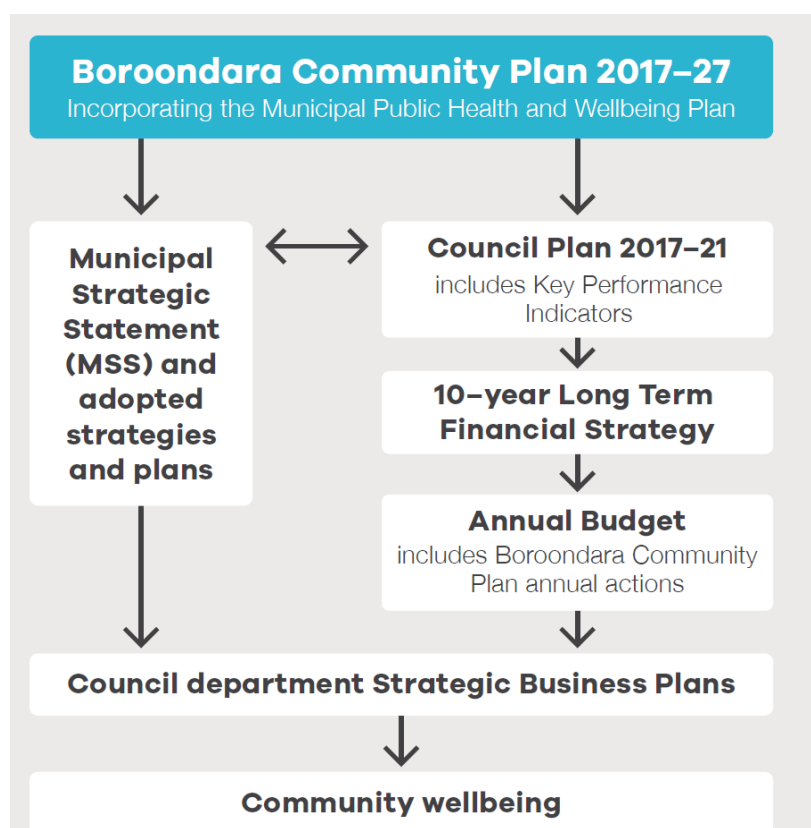 Boroondara Community Plan 2017–27
Incorporating the Municipal Public Health and Wellbeing Plan
Municipal
Strategic
Statement
(MSS) and
adopted
strategies
and plans
Council Plan 2017–21
includes Key Performance
Indicators
10–year Long Term
Financial Strategy
Annual Budget
includes Boroondara Community
Plan annual actions
Council department Strategic Business Plans
Community wellbeing